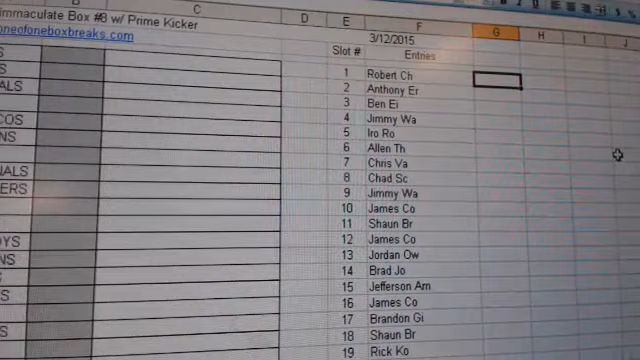 B C D E F G H I J
Immaculate Box #8 w/ Prime Kicker
oneofoneboxbreaks.com
3/12/2015
Slot # Entries
1 Robert Ch
2 Anthony Er
3 Ben Ei
4 Jimmy Wa
5 Iro Ro
6 Allen Th
7 Chris Va
8 Chad Sc
9 Jimmy Wa
10 James Co
11 Shaun Br
12 James Co
13 Jordan Ow
14 Brad Jo
15 Jefferson Am
16 James Co
17 Brandon Gi
18 Shaun Br
19 Rick Ko